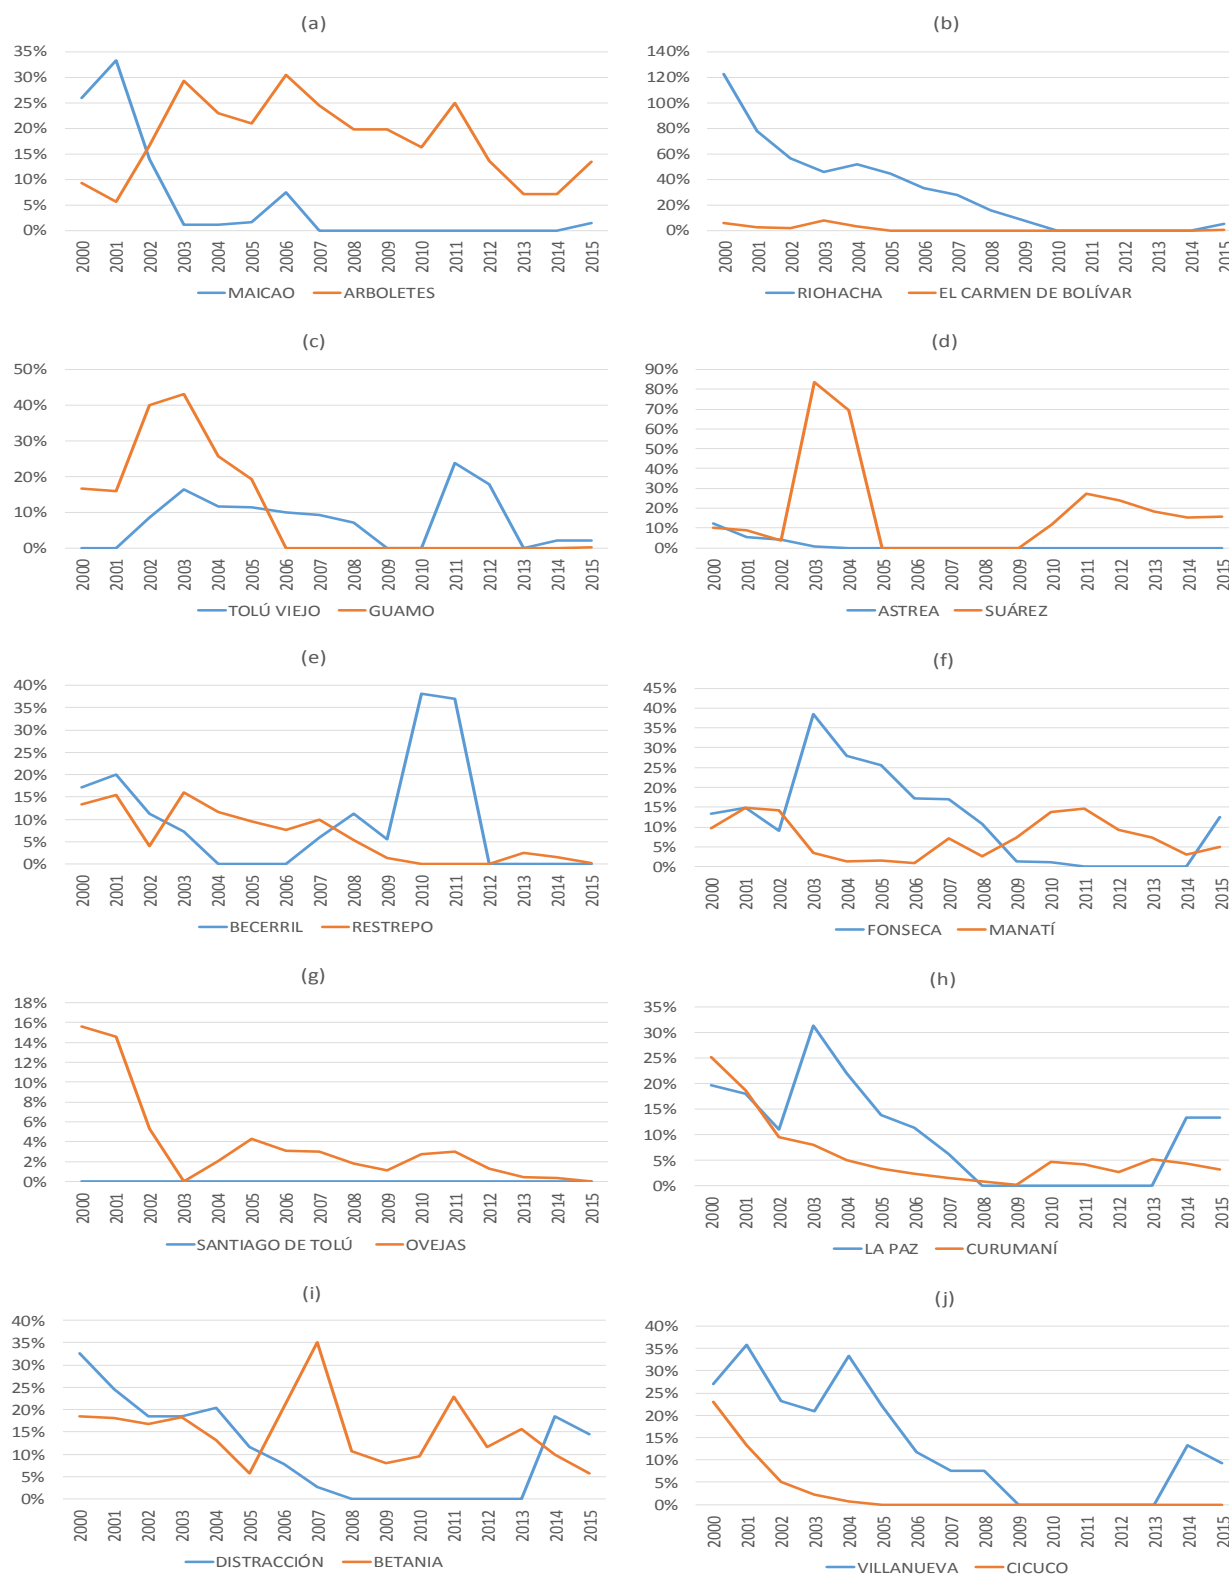 (a)
35%
30%
25%
20%
15%
10%
5%
0%
2000 2001 2002 2003 2004 2005 2006 2007 2008 2009 2010 2011 2012 2013 2014 2015
MAICAO ARBOLETES
(b)
140%
120%
100%
80%
60%
40%
20%
0%
2000 2001 2002 2003 2004 2005 2006 2007 2008 2009 2010 2011 2012 2013 2014 2015
RIOHACHA EL CARMEN DE BOLÍVAR
(c)
50%
40%
30%
20%
10%
0%
2000 2001 2002 2003 2004 2005 2006 2007 2008 2009 2010 2011 2012 2013 2014 2015
TOLÚ VIEJO GUAMO
(d)
90%
80%
70%
60%
50%
40%
30%
20%
10%
0%
2000 2001 2002 2003 2004 2005 2006 2007 2008 2009 2010 2011 2012 2013 2014 2015
ASTREA SUÁREZ
(e)
40%
35%
30%
25%
20%
15%
10%
5%
0%
2000 2001 2002 2003 2004 2005 2006 2007 2008 2009 2010 2011 2012 2013 2014 2015
BECERRIL RESTREPO
(f)
45%
40%
35%
30%
25%
20%
15%
10%
5%
0%
2000 2001 2002 2003 2004 2005 2006 2007 2008 2009 2010 2011 2012 2013 2014 2015
FONSECA MANATÍ
(g)
18%
16%
14%
12%
10%
8%
6%
4%
2%
0%
2000 2001 2002 2003 2004 2005 2006 2007 2008 2009 2010 2011 2012 2013 2014 2015
SANTIAGO DE TOLÚ OVEJAS
(h)
35%
30%
25%
20%
15%
10%
5%
0%
2000 2001 2002 2003 2004 2005 2006 2007 2008 2009 2010 2011 2012 2013 2014 2015
LA PAZ CURUMANÍ
(i)
40%
35%
30%
25%
20%
15%
10%
5%
0%
2000 2001 2002 2003 2004 2005 2006 2007 2008 2009 2010 2011 2012 2013 2014 2015
DISTRACCIÓN BETANIA
(j)
40%
35%
30%
25%
20%
15%
10%
5%
0%
2000 2001 2002 2003 2004 2005 2006 2007 2008 2009 2010 2011 2012 2013 2014 2015
VILLANUEVA CICUCO